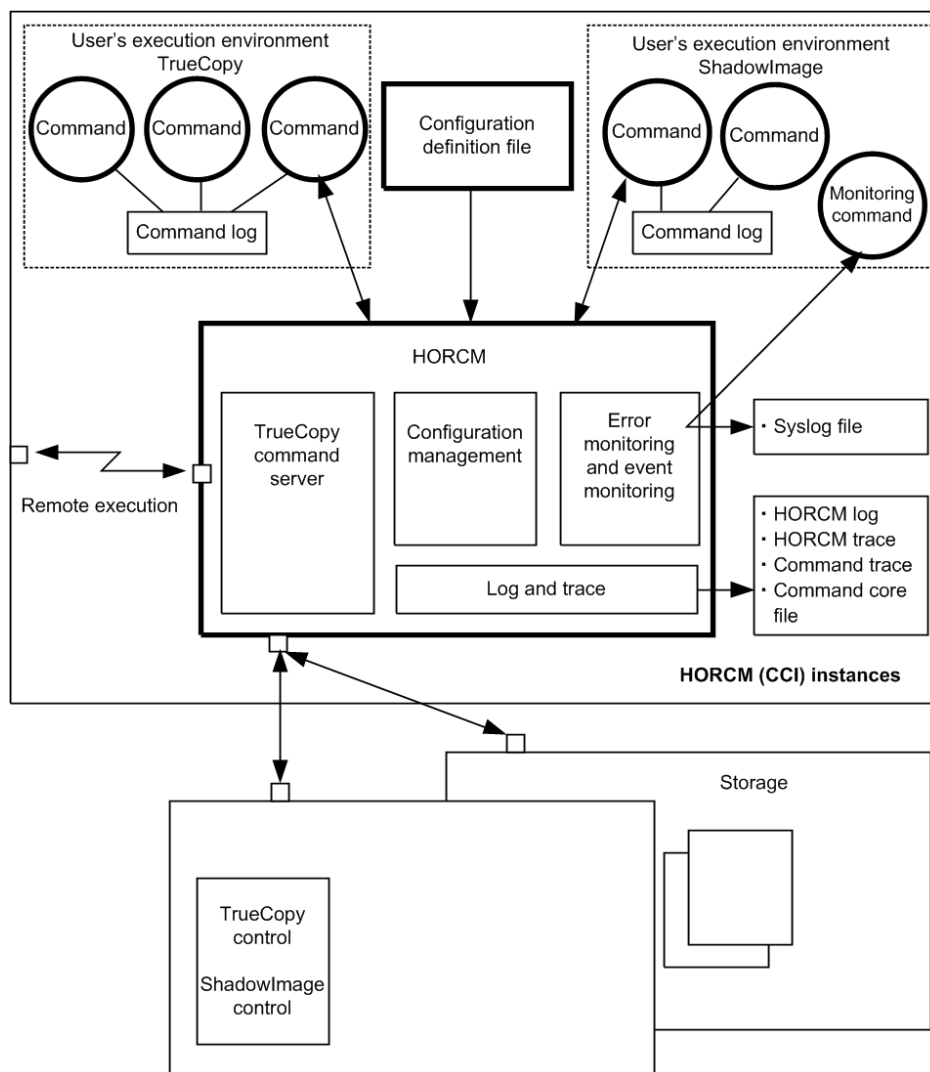 User's execution environment
TrueCopy
Command
Command
Command
Command log
Configuration
definition file
User's execution environment
ShadowImage
Command
Command
Command log
Monitoring
command
HORCM
TrueCopy
command
server
Configuration
management
Error
monitoring
and event
monitoring
Log and trace
· Syslog file
· HORCM log
· HORCM trace
· Command trace
· Command core
file
Remote execution
HORCM (CCI) instances
Storage
TrueCopy
control
ShadowImage
control